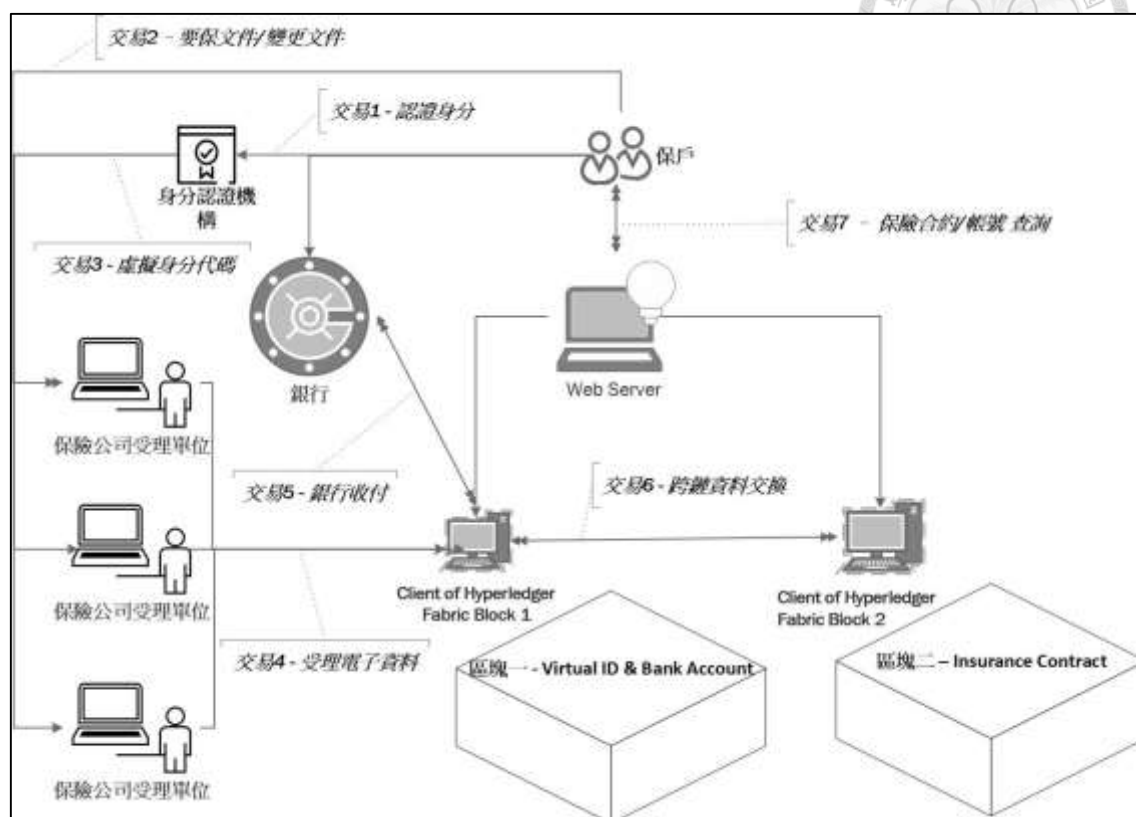 交易2 - 要保文件/變更文件
交易1 - 認證身分
保戶
身分認證機
構
交易7 - 保險合約/帳號 查詢
交易3 - 虛擬身分代碼
銀行
Web Server
保險公司受理單位
交易5 - 銀行收付
交易6 - 跨鏈資料交換
保險公司受理單位
Client of Hyperledger
Fabric Block 1
Client of Hyperledger
Fabric Block 2
交易4 - 受理電子資料
區塊一 - Virtual ID & Bank Account
區塊二 – Insurance Contract
保險公司受理單位